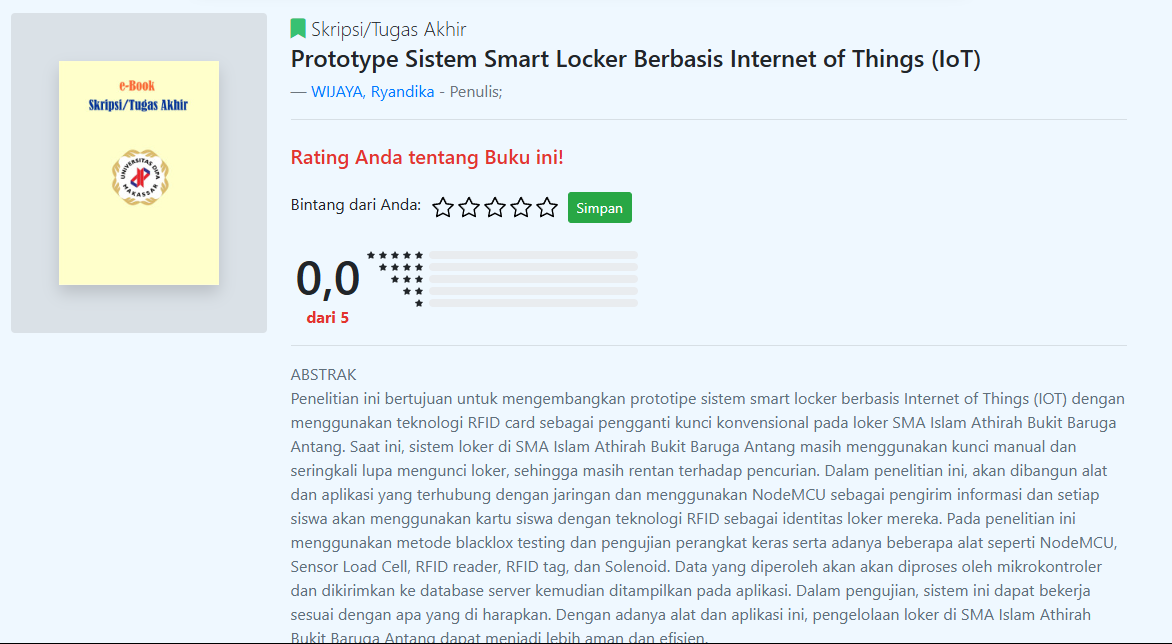 Skripsi/Tugas Akhir
Prototype Sistem Smart Locker Berbasis Internet of Things (IoT)
— WIJAYA, Ryandika - Penulis;
e-Book
Skripsi/Tugas Akhir
UNIVERSITAS DIPA
MAKASSAR
Rating Anda tentang Buku ini!
Bintang dari Anda:
Simpan
0,0
dari 5
ABSTRAK
Penelitian ini bertujuan untuk mengembangkan prototipe sistem smart locker berbasis Internet of Things (IOT) dengan
menggunakan teknologi RFID card sebagai pengganti kunci konvensional pada loker SMA Islam Athirah Bukit Baruga
Antang. Saat ini, sistem loker di SMA Islam Athirah Bukit Baruga Antang masih menggunakan kunci manual dan
seringkali lupa mengunci loker, sehingga masih rentan terhadap pencurian. Dalam penelitian ini, akan dibangun alat
dan aplikasi yang terhubung dengan jaringan dan menggunakan NodeMCU sebagai pengirim informasi dan setiap
siswa akan menggunakan kartu siswa dengan teknologi RFID sebagai identitas loker mereka. Pada penelitian ini
menggunakan metode blacklox testing dan pengujian perangkat keras serta adanya beberapa alat seperti NodeMCU,
Sensor Load Cell, RFID reader, RFID tag, dan Solenoid. Data yang diperoleh akan akan diproses oleh mikrokontroler
dan dikirimkan ke database server kemudian ditampilkan pada aplikasi. Dalam pengujian, sistem ini dapat bekerja
sesuai dengan apa yang di harapkan. Dengan adanya alat dan aplikasi ini, pengelolaan loker di SMA Islam Athirah
Bukit Baruga Antang dapat menjadi lebih aman dan efisien.